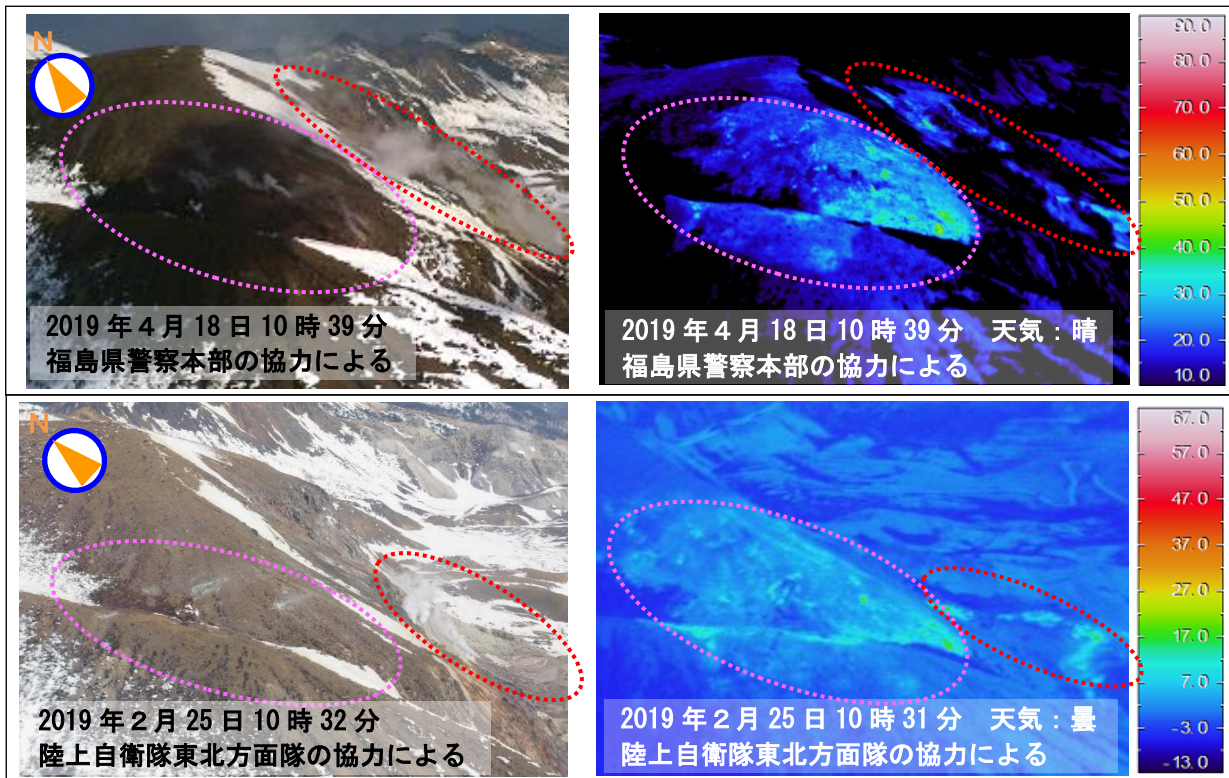 N
2019年4月18日10時39分
福島県警察本部の協力による
2019年4月18日10時39分 天気：晴
福島県警察本部の協力による
90.0
80.0
70.0
60.0
50.0
40.0
30.0
20.0
10.0
N
2019年2月25日10時32分
陸上自衛隊東北方面隊の協力による
2019年2月25日10時31分 天気：曇
陸上自衛隊東北方面隊の協力による
67.0
57.0
47.0
37.0
27.0
17.0
7.0
-3.0
-13.0